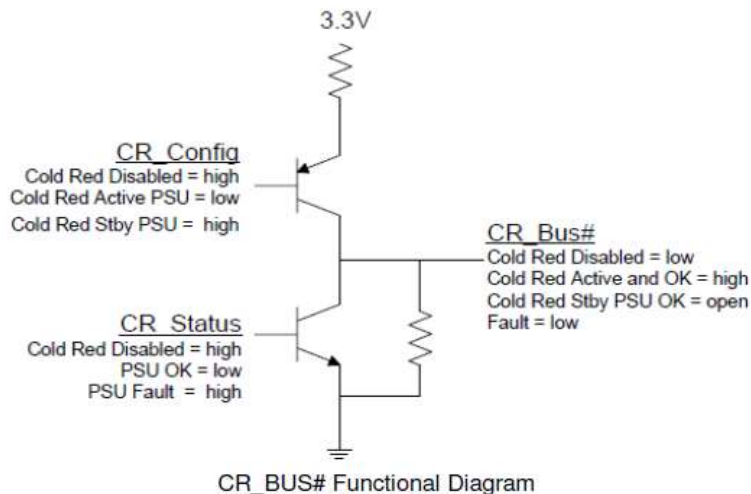 3.3V
CR_Config
Cold Red Disabled = high
Cold Red Active PSU = low
Cold Red Stby PSU = high
CR_Bus#
Cold Red Disabled = low
Cold Red Active and OK = high
Cold Red Stby PSU OK = open
Fault = low
CR_Status
Cold Red Disabled = high
PSU OK = low
PSU Fault = high
CR_BUS# Functional Diagram